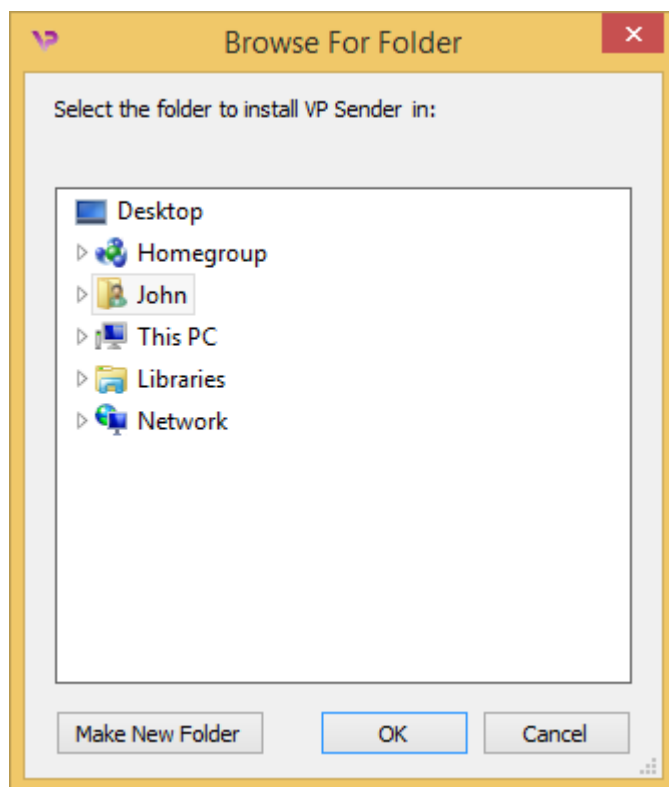 VP
Browse For Folder
Select the folder to install VP Sender in:
Desktop
Homegroup
John
This PC
Libraries
Network
Make New Folder OK Cancel